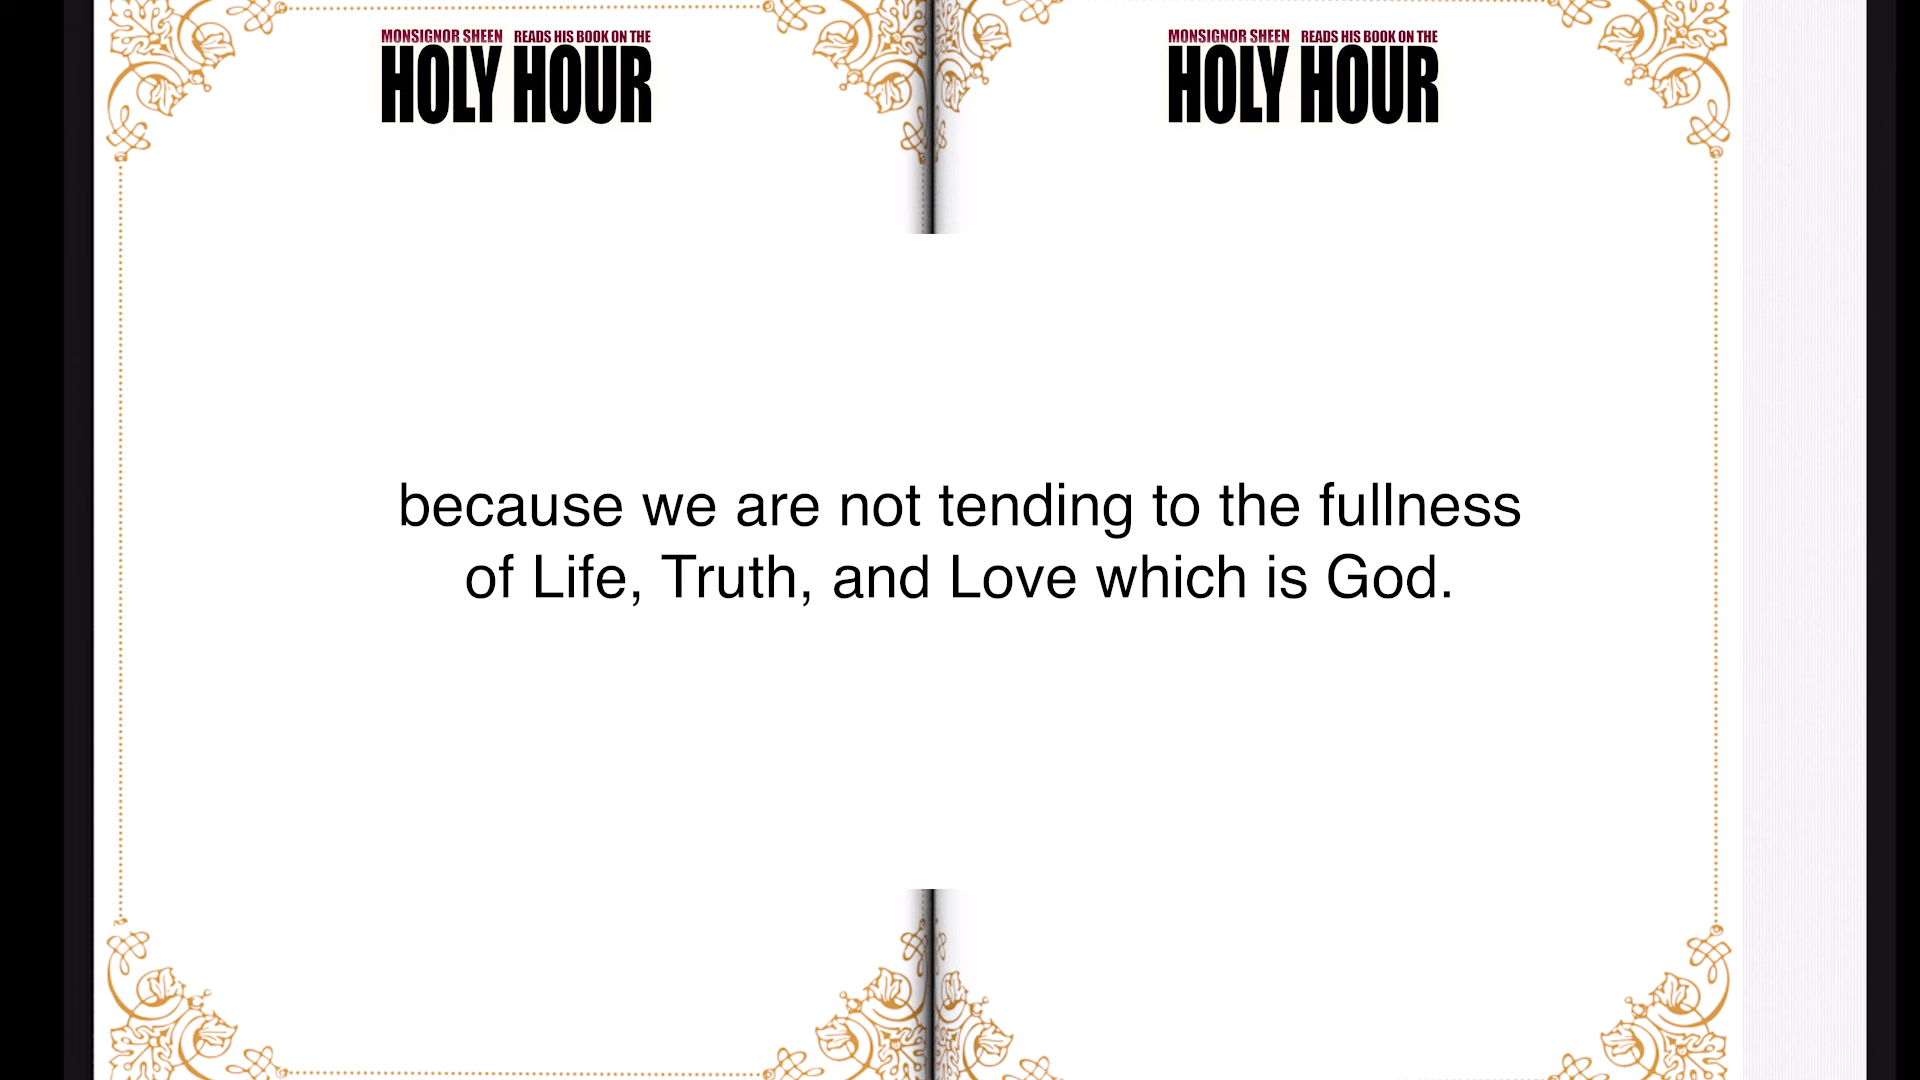 MONSIGNOR SHEEN READS HIS BOOK ON THE
HOLY HOUR
MONSIGNOR SHEEN READS HIS BOOK ON THE
HOLY HOUR
because we are not tending to the fullness
of Life, Truth, and Love which is God.